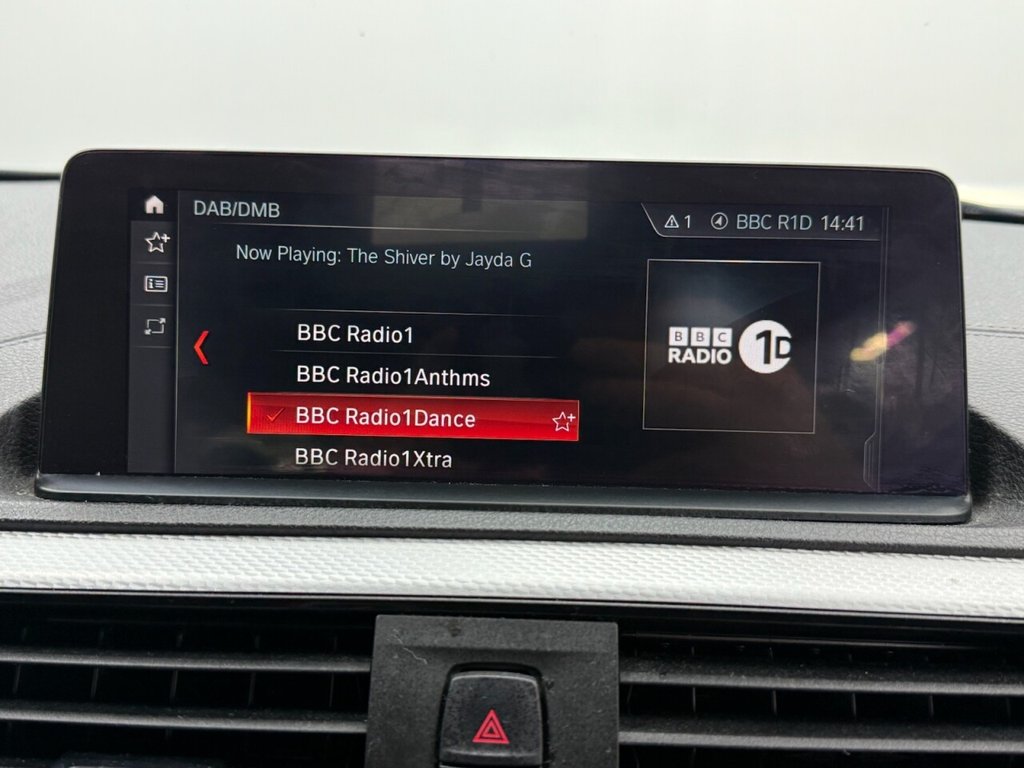 DAB/DMB
1 BBC R1D 14:41
Now Playing: The Shiver by Jayda G
BBC Radio1
BBC Radio1Anthms
BBC Radio1Dance
BBC Radio1Xtra
BBC
RADIO
1D